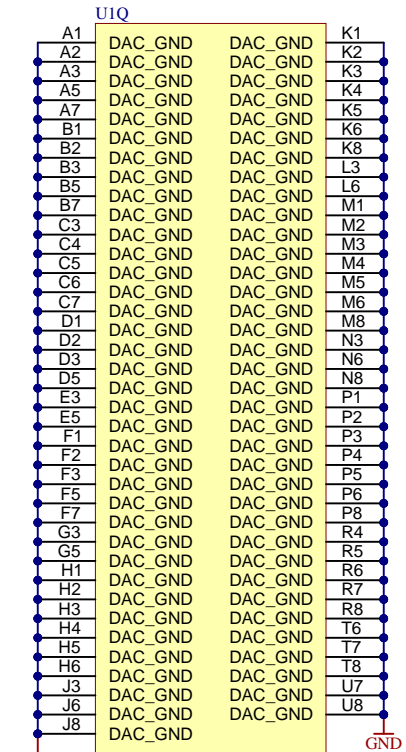 U1Q
A1 DAC_GND DAC_GND K1
A2 DAC_GND DAC_GND K2
A3 DAC_GND DAC_GND K3
A5 DAC_GND DAC_GND K4
A7 DAC_GND DAC_GND K5
B1 DAC_GND DAC_GND K6
B2 DAC_GND DAC_GND K8
B3 DAC_GND DAC_GND L3
B5 DAC_GND DAC_GND L6
B7 DAC_GND DAC_GND M1
C3 DAC_GND DAC_GND M2
C4 DAC_GND DAC_GND M3
C5 DAC_GND DAC_GND M4
C6 DAC_GND DAC_GND M5
C7 DAC_GND DAC_GND M6
D1 DAC_GND DAC_GND M8
D2 DAC_GND DAC_GND N3
D3 DAC_GND DAC_GND N6
D5 DAC_GND DAC_GND N8
E3 DAC_GND DAC_GND P1
E5 DAC_GND DAC_GND P2
F1 DAC_GND DAC_GND P3
F2 DAC_GND DAC_GND P4
F3 DAC_GND DAC_GND P5
F5 DAC_GND DAC_GND P6
F7 DAC_GND DAC_GND P8
G3 DAC_GND DAC_GND R4
G5 DAC_GND DAC_GND R5
H1 DAC_GND DAC_GND R6
H2 DAC_GND DAC_GND R7
H3 DAC_GND DAC_GND R8
H4 DAC_GND DAC_GND T6
H5 DAC_GND DAC_GND T7
H6 DAC_GND DAC_GND T8
J3 DAC_GND DAC_GND U7
J6 DAC_GND DAC_GND U8
J8 DAC_GND
GND